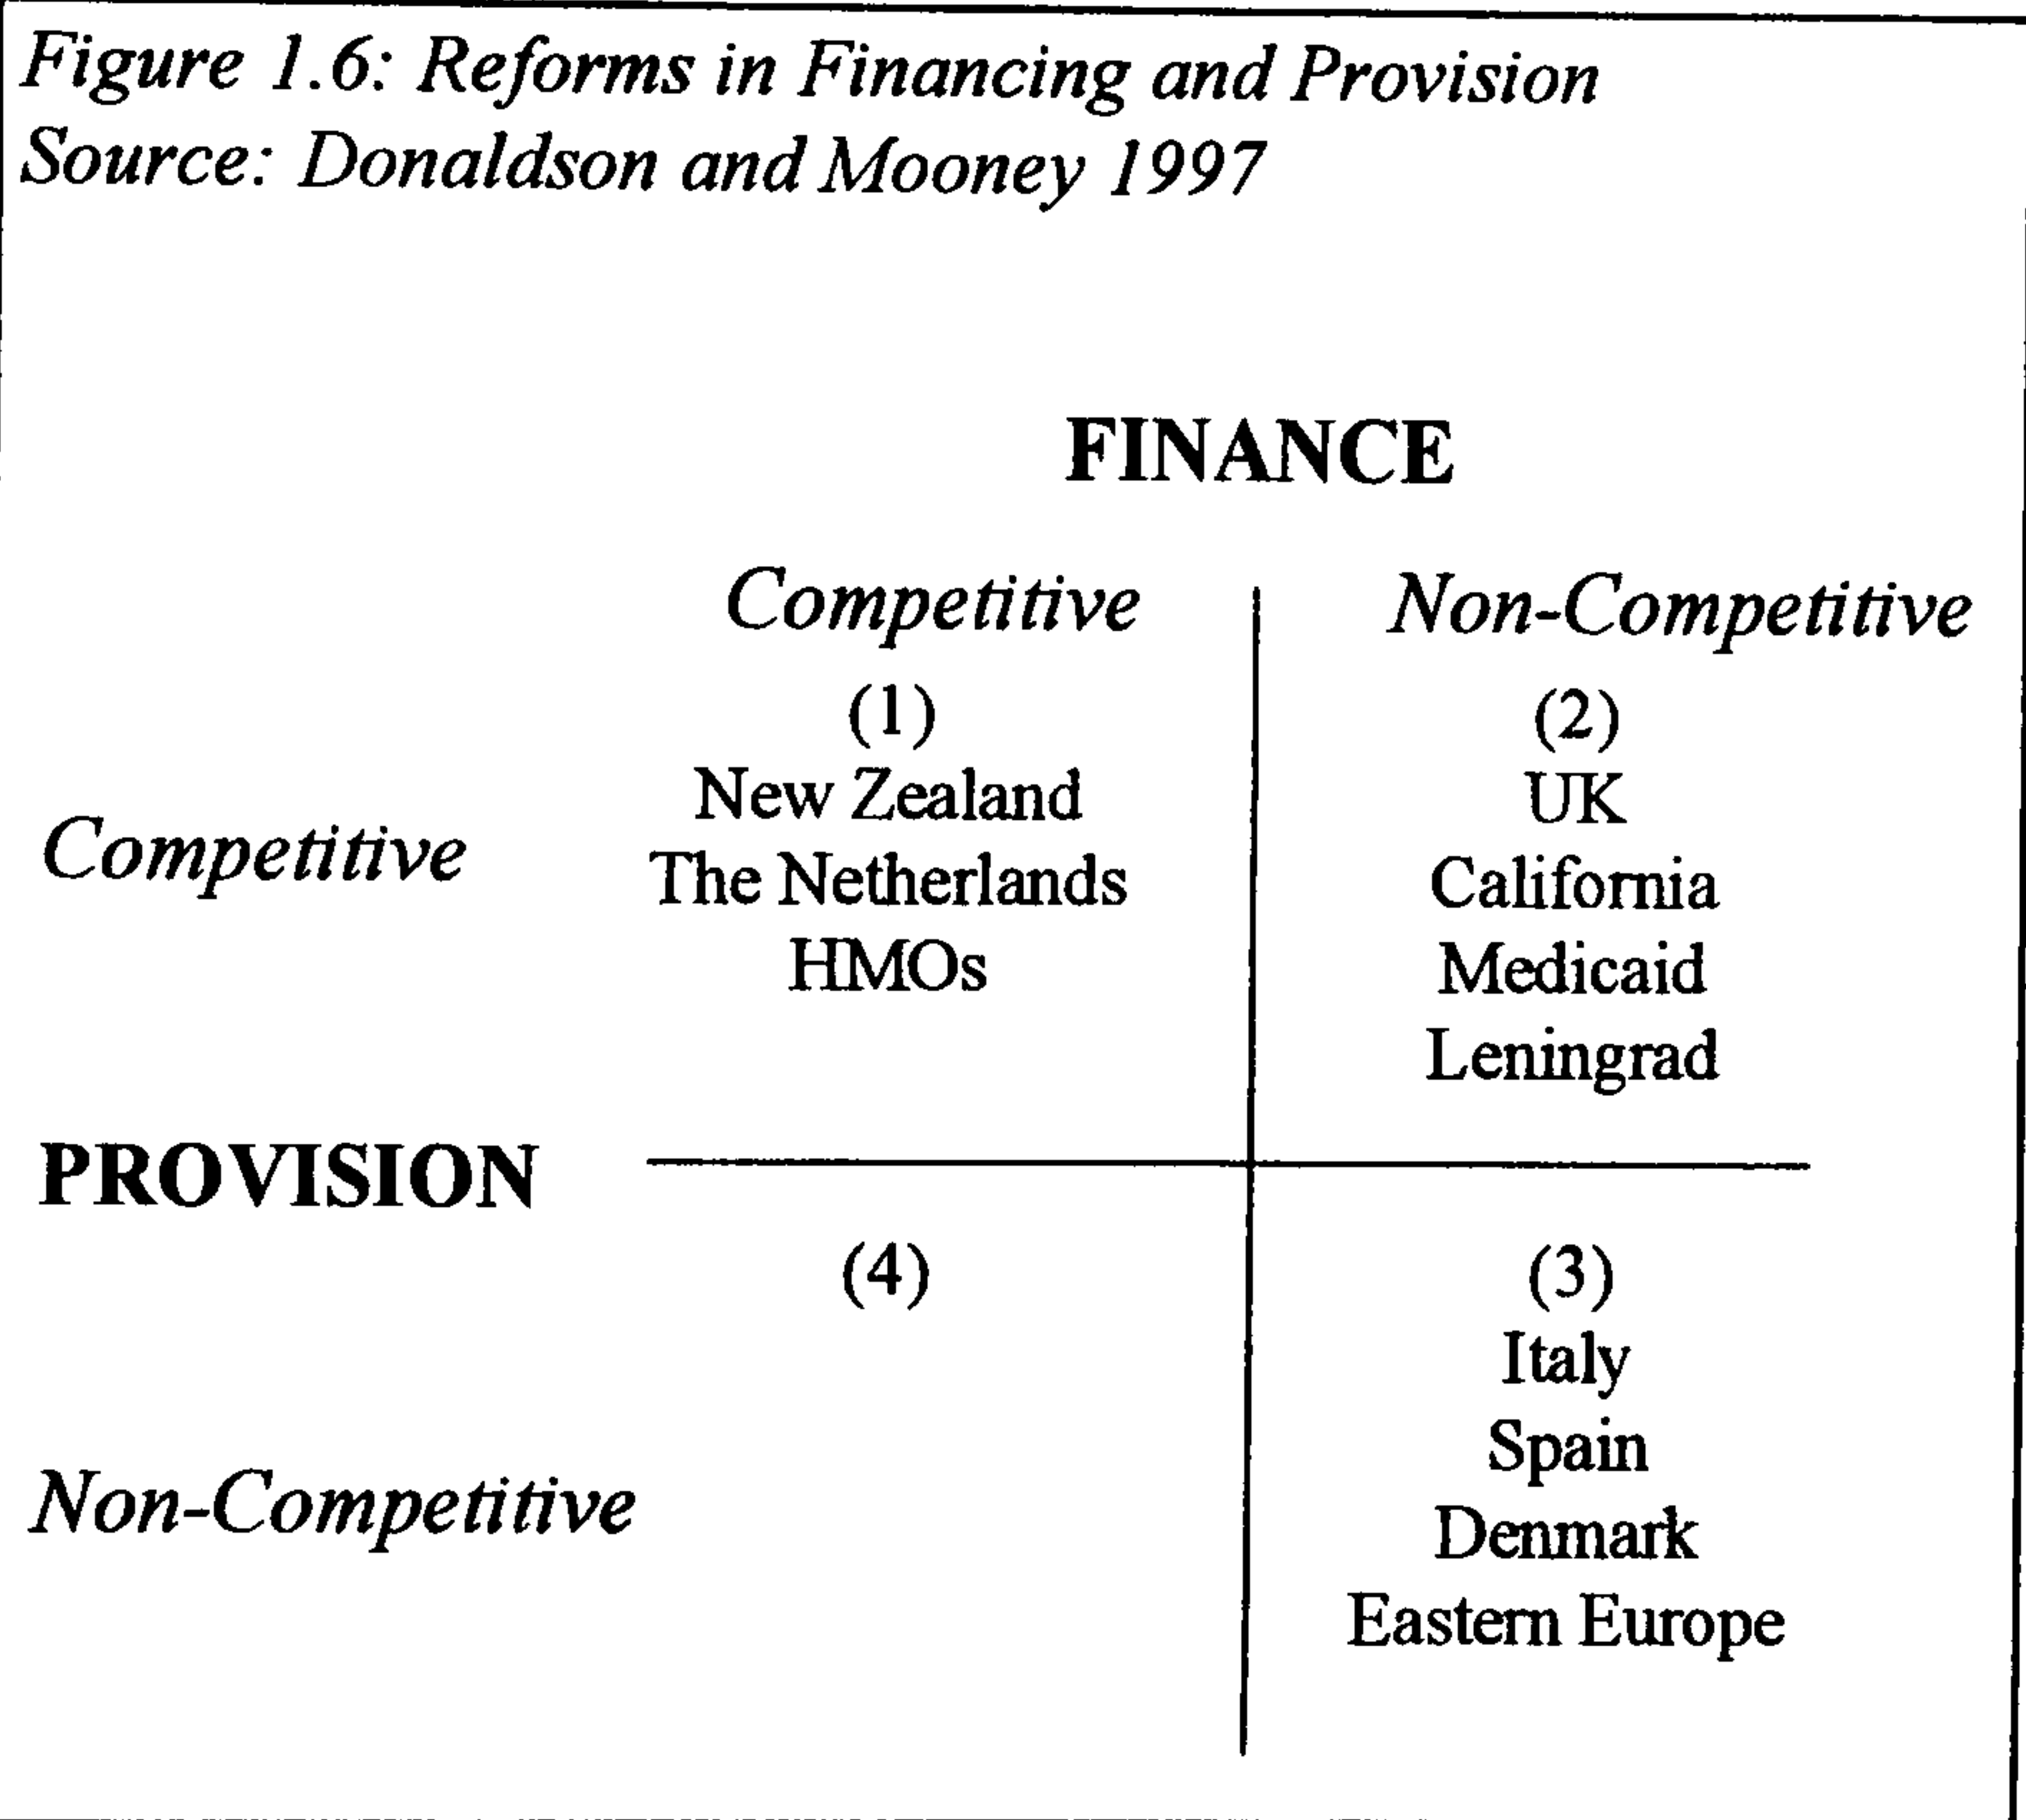 Figure 1.6: Reforms in Financing and Provision
Source: Donaldson and Mooney 1997
FINANCE
Competitive Non-Competitive
(1) (2)
New Zealand UK
Competitive The Netherlands California
HMOs Medicaid
Leningrad
PROVISION
(4) (3)
Italy
Spain
Non-Competitive Denmark
Eastern Europe